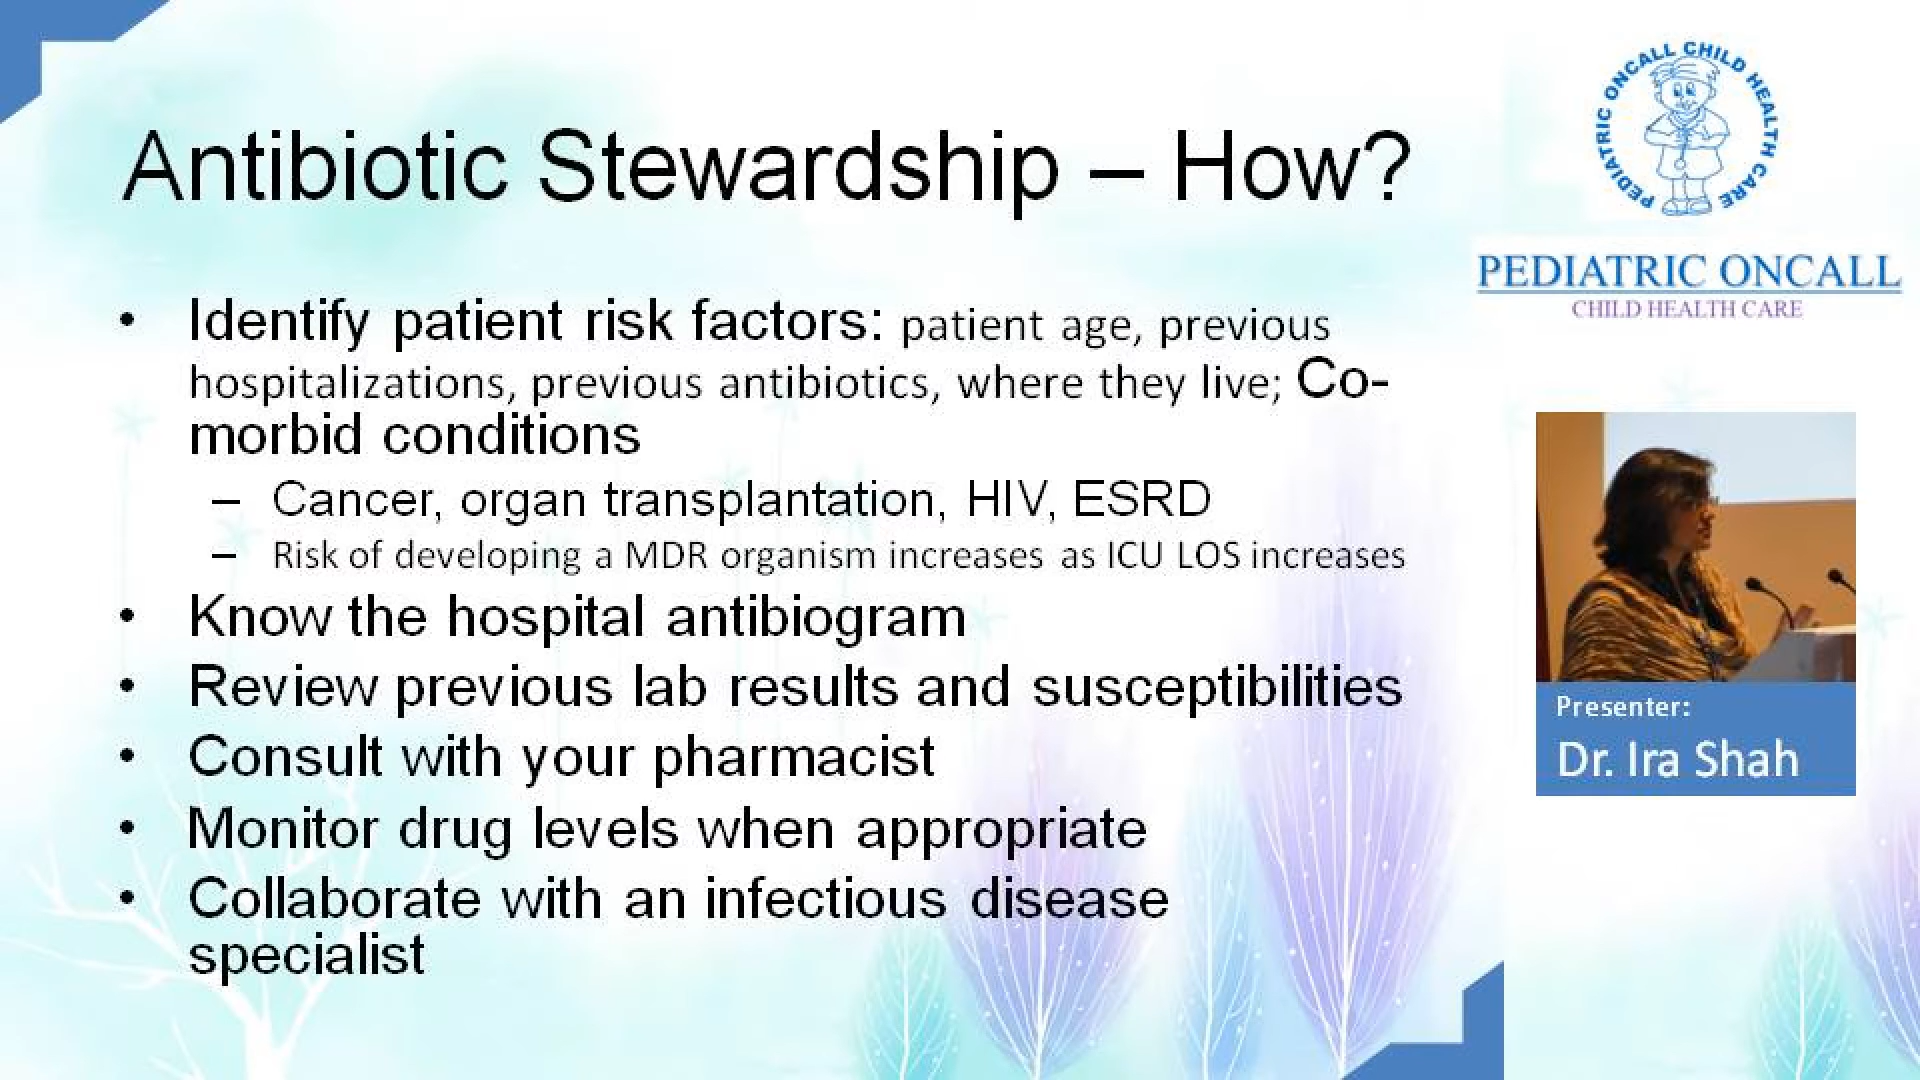 Antibiotic Stewardship – How?
• Identify patient risk factors: patient age, previous
hospitalizations, previous antibiotics, where they live; Co-
morbid conditions
– Cancer, organ transplantation, HIV, ESRD
– Risk of developing a MDR organism increases as ICU LOS increases
• Know the hospital antibiogram
• Review previous lab results and susceptibilities
• Consult with your pharmacist
• Monitor drug levels when appropriate
• Collaborate with an infectious disease
specialist
PEDIATRIC ONCALL CHILD HEALTH CARE
PEDIATRIC ONCALL
CHILD HEALTH CARE
Presenter:
Dr. Ira Shah